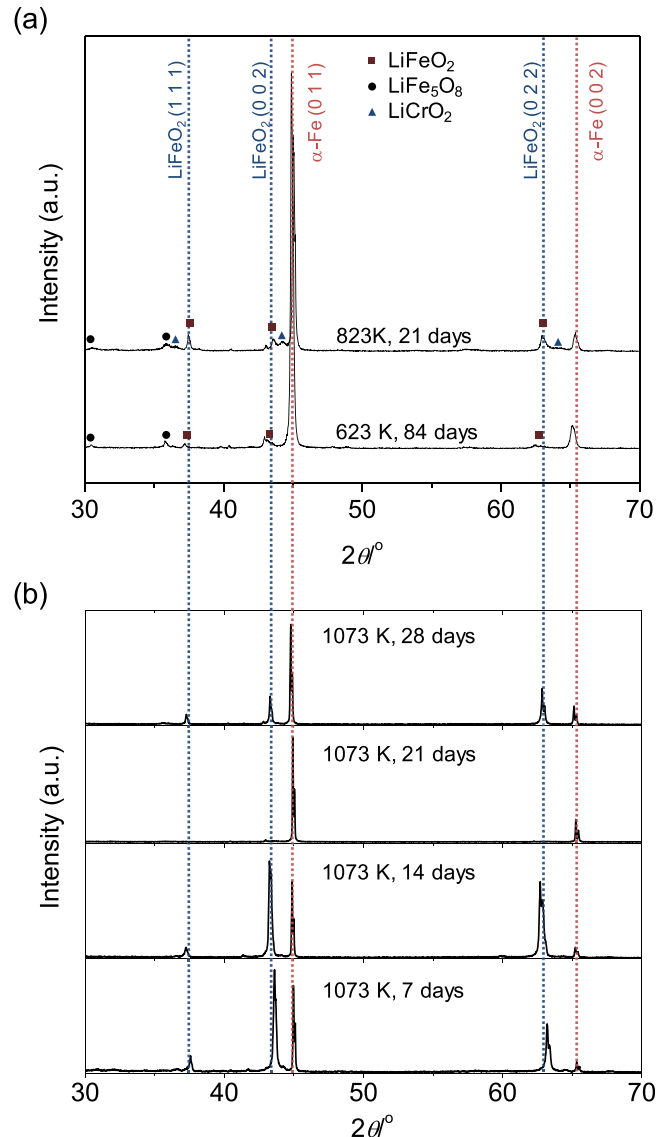 (a)
LiFeO₂ (1 1 1)
LiFeO₂ (0 0 2)
α-Fe (0 1 1)
LiFeO₂
LiFe₅O₈
LiCrO₂
LiFeO₂ (0 2 2)
α-Fe (0 0 2)
Intensity (a.u.)
823K, 21 days
623 K, 84 days
30 40 50 60 70
2θ/°
(b)
1073 K, 28 days
1073 K, 21 days
Intensity (a.u.)
1073 K, 14 days
1073 K, 7 days
30 40 50 60 70
2θ/°